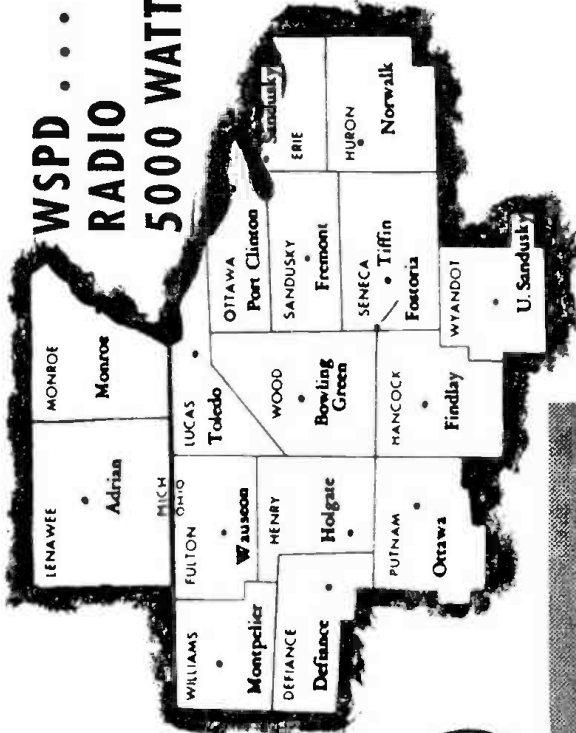 WSPD . . .
RADIO
5000 WATT
LENAWEE
Adrian
MONROE
Monroe
MICH
OHIO
WILLIAMS
Montpelier
FULTON
Wauseon
LUCAS
Toledo
OTTAWA
Port Clinton
Sandusky
ERIE
DEFIANCE
Defiance
HENRY
Holgate
WOOD
Bowling
Green
SANDUSKY
Fremont
HURON
Norwalk
SENECA
Tiffin
Fostoria
PUTNAM
Ottawa
HANCOCK
Findlay
WYANDOT
U. Sandusky